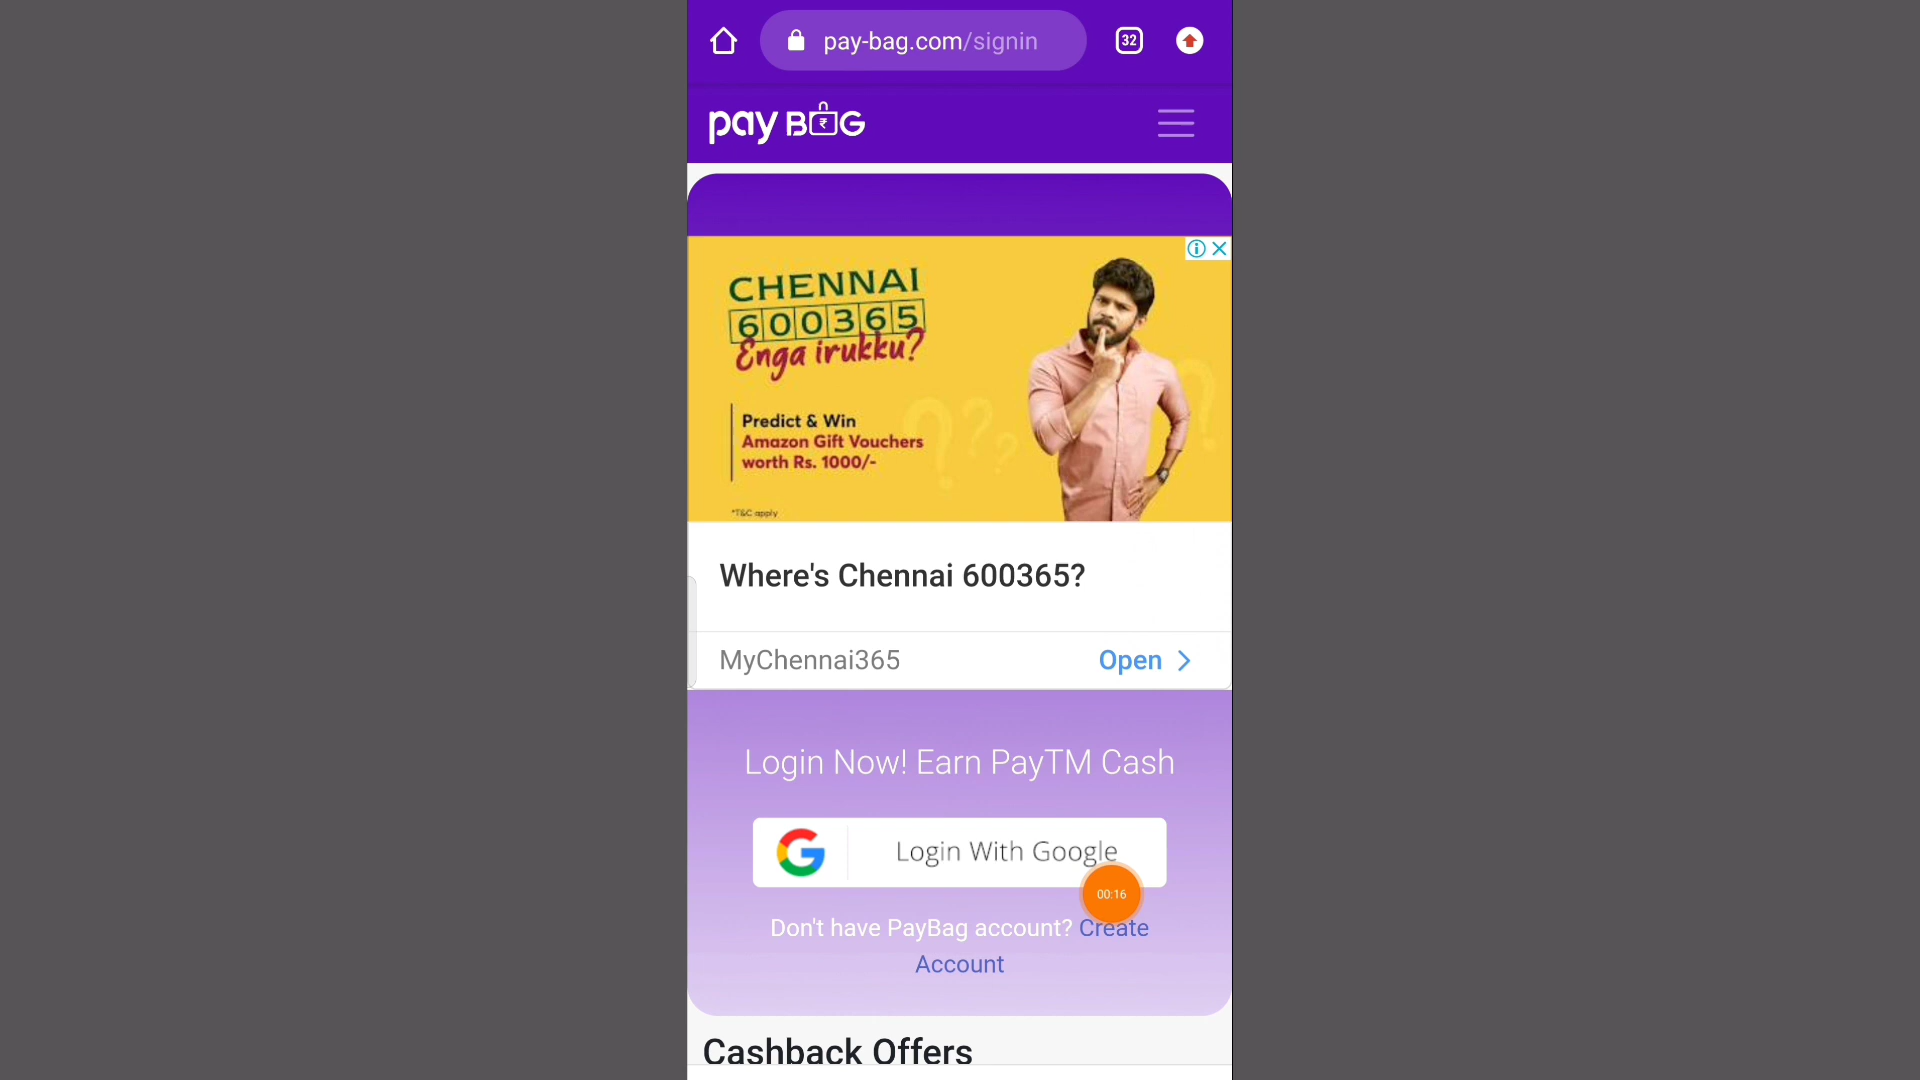 pay-bag.com/signin
32
pay BAG
CHENNAI
600365
Enga irukku?
Predict & Win
Amazon Gift Vouchers
worth Rs. 1000/-
*T&C apply
Where's Chennai 600365?
MyChennai365
Open
Login Now! Earn PayTM Cash
Login With Google
00:16
Don't have PayBag account? Create
Account
Cashback Offers